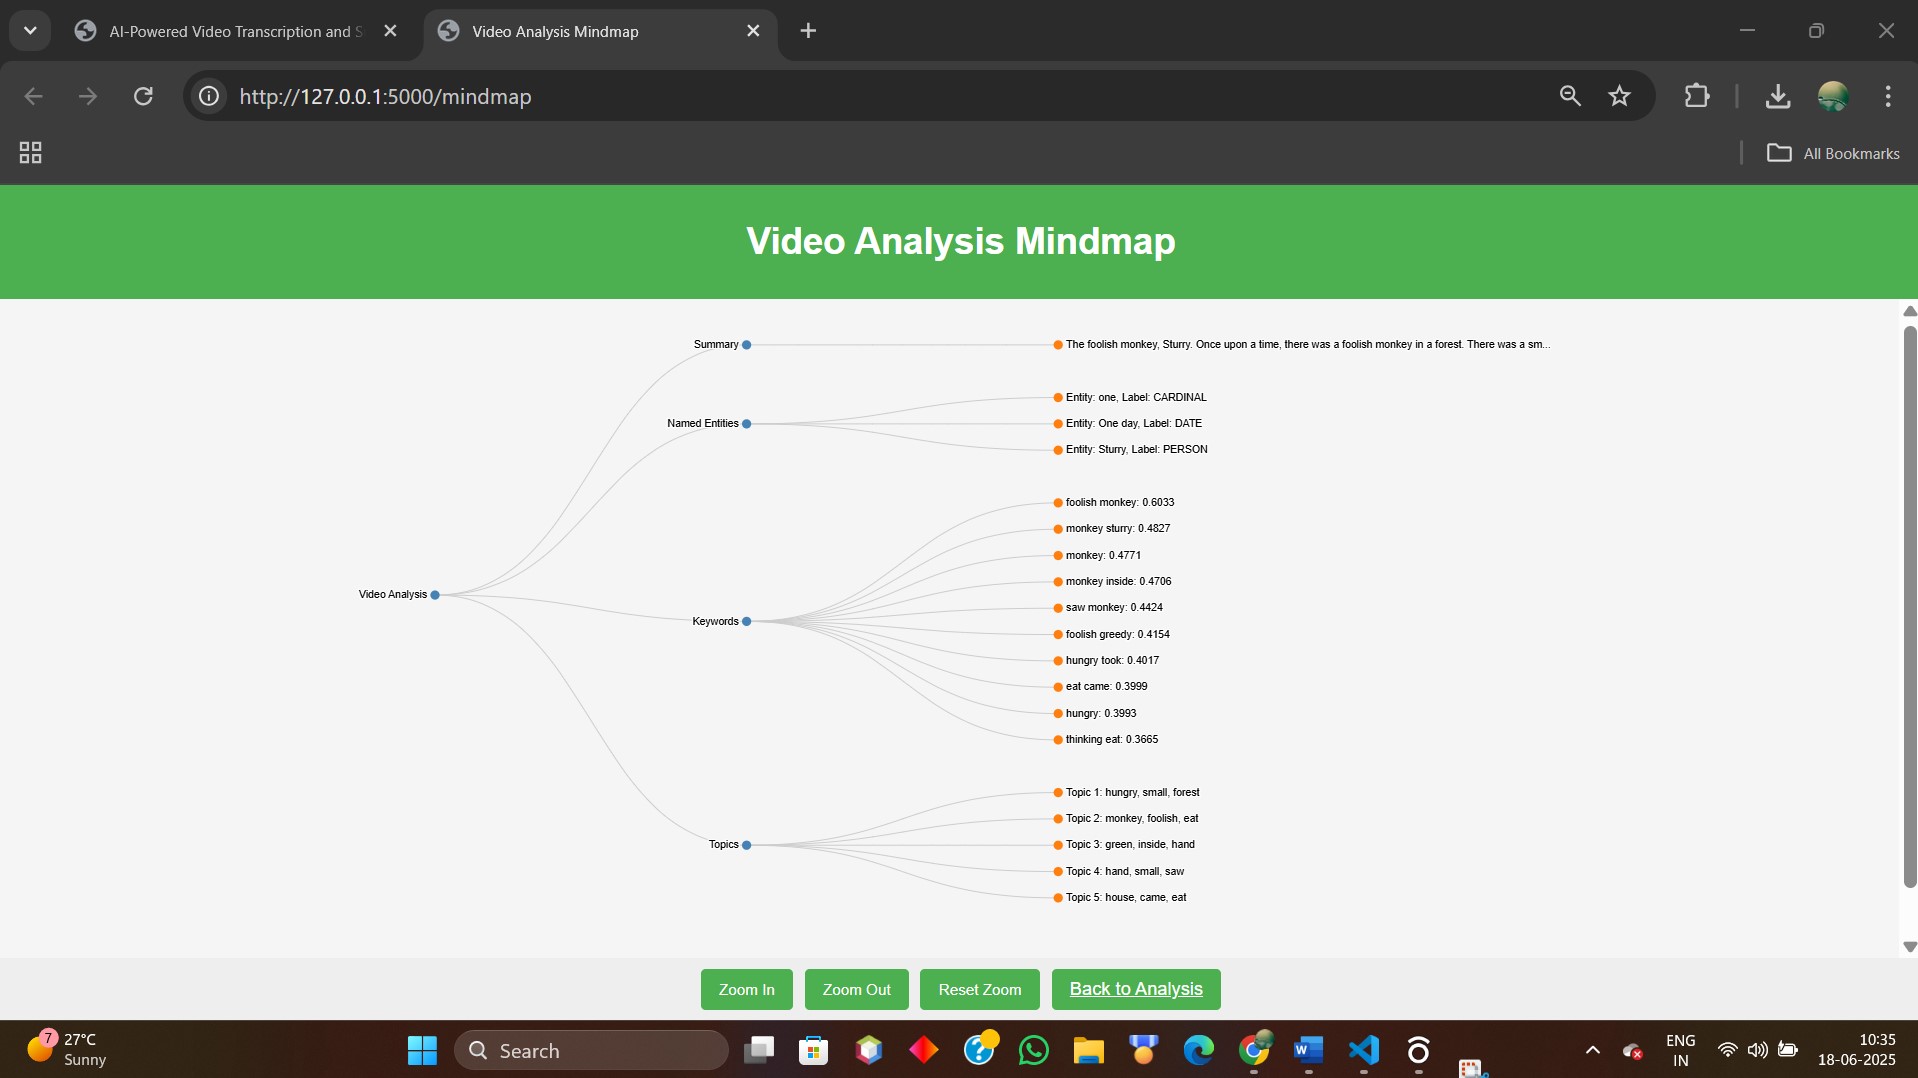 AI-Powered Video Transcription and S
Video Analysis Mindmap
http://127.0.0.1:5000/mindmap
All Bookmarks
Video Analysis Mindmap
Summary
The foolish monkey, Sturry. Once upon a time, there was a foolish monkey in a forest. There was a sm...
Entity: one, Label: CARDINAL
Named Entities
Entity: One day, Label: DATE
Entity: Sturry, Label: PERSON
foolish monkey: 0.6033
monkey sturry: 0.4827
monkey: 0.4771
monkey inside: 0.4706
Video Analysis
saw monkey: 0.4424
Keywords
foolish greedy: 0.4154
hungry took: 0.4017
eat came: 0.3999
hungry: 0.3993
thinking eat: 0.3665
Topic 1: hungry, small, forest
Topic 2: monkey, foolish, eat
Topics
Topic 3: green, inside, hand
Topic 4: hand, small, saw
Topic 5: house, came, eat
Zoom In
Zoom Out
Reset Zoom
Back to Analysis
7
27°C
Sunny
Search
W
ENG
IN
10:35
18-06-2025